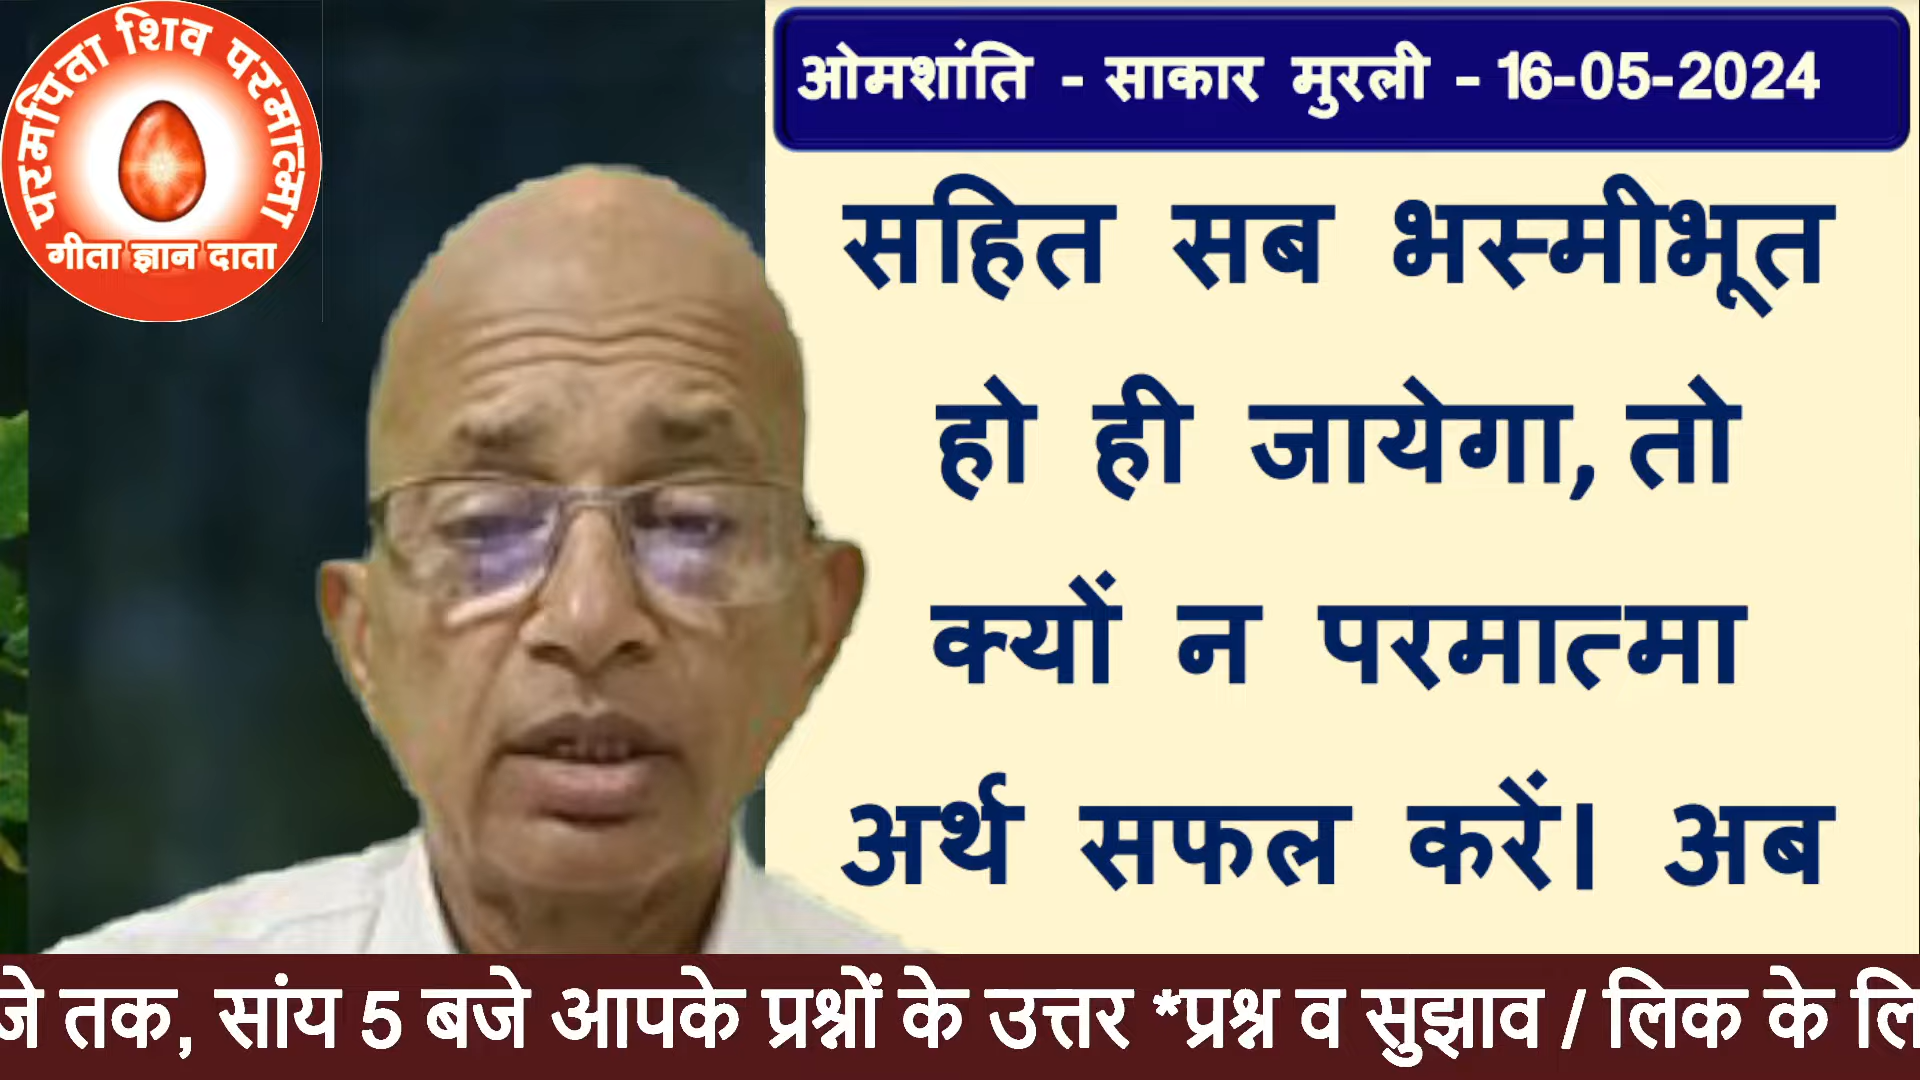 परमपिता शिव परमात्मा
गीता ज्ञान दाता
ओमशांति - साकार मुरली - 16-05-2024
सहित सब भस्मीभूत
हो ही जायेगा, तो
क्यों न परमात्मा
अर्थ सफल करें। अब
जे तक, सांय 5 बजे आपके प्रश्नों के उत्तर *प्रश्न व सुझाव / लिक के लि